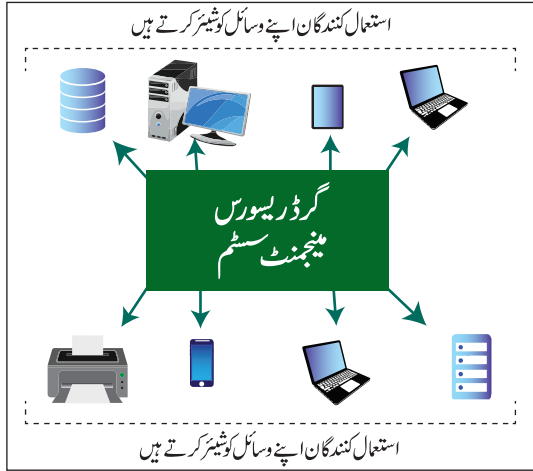 استعمال کنندگان اپنے وسائل کو شیئر کرتے ہیں
گرڈ ریسورس
مینجمنٹ سسٹم
استعمال کنندگان اپنے وسائل کو شیئر کرتے ہیں